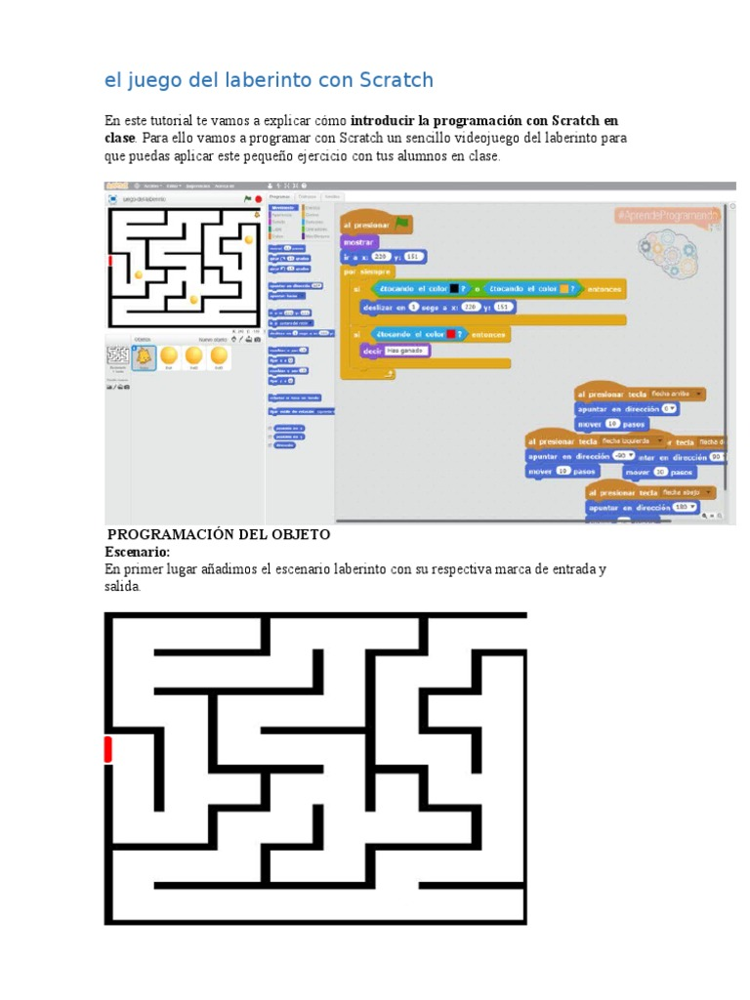 el juego del laberinto con Scratch
En este tutorial te vamos a explicar cómo introducir la programación con Scratch en
clase. Para ello vamos a programar con Scratch un sencillo videojuego del laberinto para
que puedas aplicar este pequeño ejercicio con tus alumnos en clase.
juego-del-laberinto
Programas
#AprendeProgramando
al presionar
mostrar
ir a x: 220 y: 151
por siempre
si ¿tocando el color ? o ¿tocando el color ? entonces
deslizar en 1 segs a x: 220 y: 151
si ¿tocando el color ? entonces
decir Has ganado
al presionar tecla flecha arriba
apuntar en dirección 0
mover 10 pasos
al presionar tecla flecha izquierda r tecla flecha d
apuntar en dirección -90 ntar en dirección 90
mover 10 pasos mover 30 pasos
al presionar tecla flecha abajo
apuntar en dirección 180
PROGRAMACIÓN DEL OBJETO
Escenario:
En primer lugar añadimos el escenario laberinto con su respectiva marca de entrada y
salida.